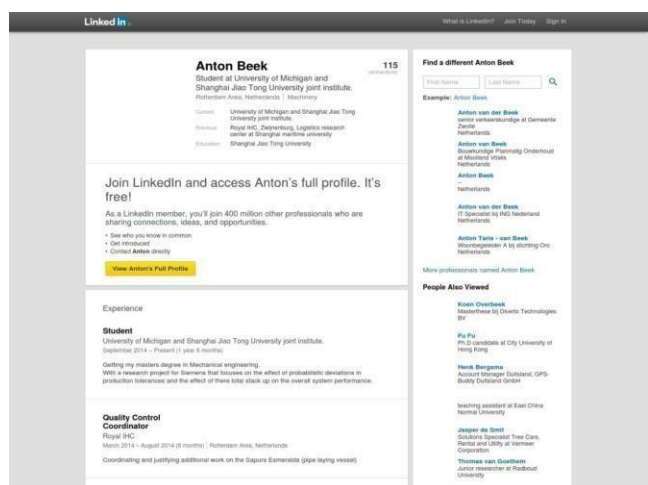 Linked in
What is LinkedIn? Join Today Sign In
Anton Beek
115
Student at University of Michigan and
Shanghai Jiao Tong University joint institute.
Rotterdam Area, Netherlands | Machinery
Current University of Michigan and Shanghai Jiao Tong
University joint institute.
Previous Royal IHC, Zwijnenburg, Logistics research
center at Shanghai maritime university
Education Shanghai Jiao Tong University
Join LinkedIn and access Anton's full profile. It's
free!
As a LinkedIn member, you'll join 400 million other professionals who are
sharing connections, ideas, and opportunities.
• See who you know in common
• Get introduced
• Contact Anton directly
View Anton's Full Profile
Experience
Student
University of Michigan and Shanghai Jiao Tong University joint institute.
September 2014 – Present (1 year 6 months)
Getting my masters degree in Mechanical engineering.
With a research project for Siemens that focuses on the effect of probabilistic deviations in
production tolerances and the effect of there total stack up on the overall system performance.
Quality Control
Coordinator
Royal IHC
March 2014 – August 2014 (6 months) | Rotterdam Area, Netherlands
Coordinating and justifying additional work on the Sapura Esmeralda (pipe laying vessel)
Find a different Anton Beek
First Name Last Name
Example: Anton Beek
Anton van der Beek
senior verkeerskundige at Gemeente
Zwolle
Netherlands
Anton van Beek
Bouwkundige Planmatig Onderhoud
at Mooiland Vitalis
Netherlands
Anton Beek
--
Netherlands
Anton van der Beek
IT Specialist bij ING Nederland
Netherlands
Anton Taris - van Beek
Woonbegeleider A bij stichting Orc
Netherlands
More professionals named Anton Beek
People Also Viewed
Koen Overbeek
Masterthese bij Diverto Technologies
BV
Fu Fu
Ph.D candidate at City University of
Hong Kong
Henk Bergsma
Account Manager Duitsland, GPS-
Buddy Duitsland GmbH
teaching assistant at East China
Normal University
Jasper de Smit
Solutions Specialist Tree Care,
Rental and Utility at Vermeer
Corporation
Thomas van Goethem
Junior researcher at Radboud
University